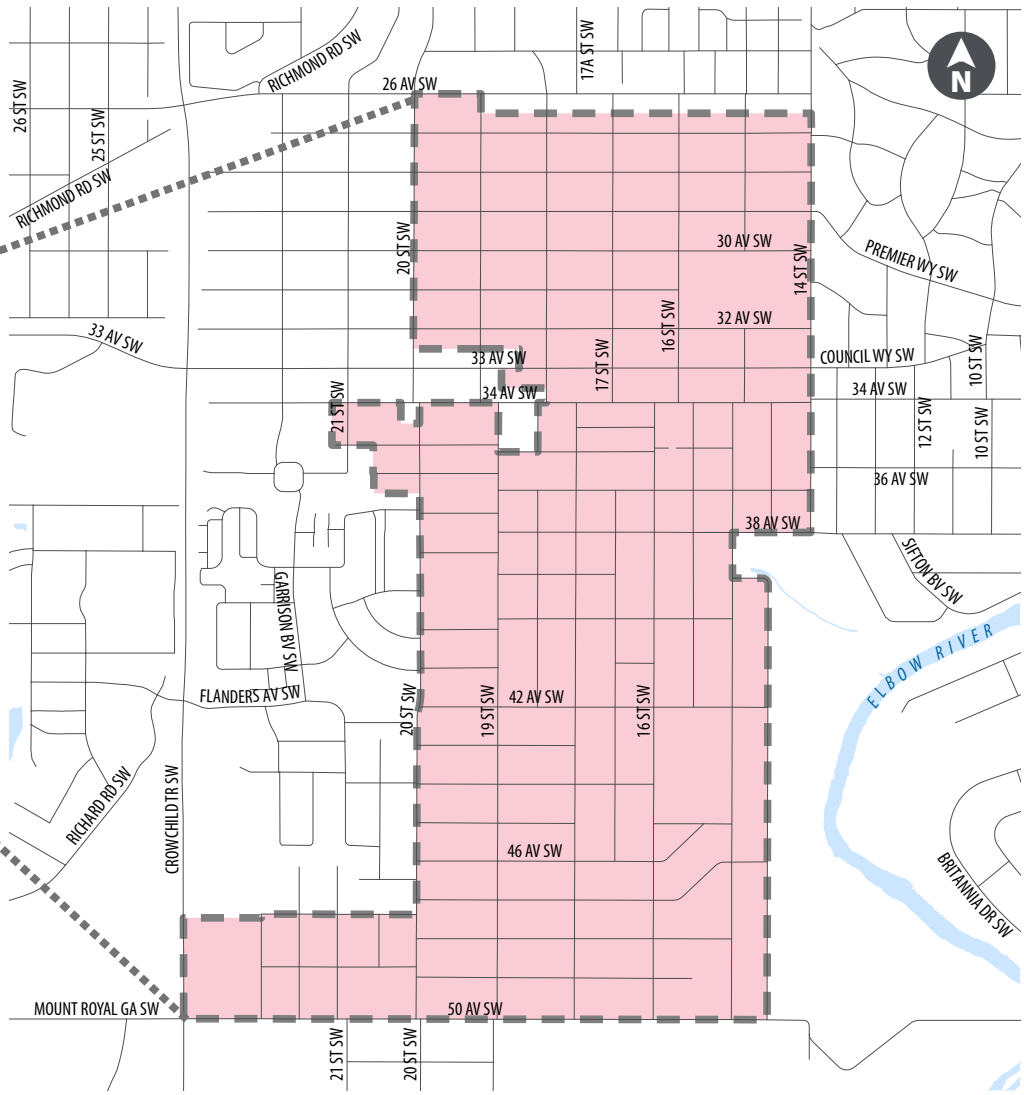 17A ST SW
RICHMOND RD SW
N
26 AV SW
26 ST SW
25 ST SW
RICHMOND RD SW
20 ST SW
30 AV SW
14 ST SW
PREMIER WY SW
16 ST SW
32 AV SW
33 AV SW
33 AV SW
17 ST SW
COUNCIL WY SW
10 ST SW
34 AV SW
34 AV SW
21 ST SW
12 ST SW
10 ST SW
36 AV SW
38 AV SW
SIFTON BV SW
GARRISON BV SW
ELBOW RIVER
FLANDERS AV SW
20 ST SW
19 ST SW
42 AV SW
16 ST SW
RICHARD RD SW
CROWCHILD TR SW
46 AV SW
BRITANNIA DR SW
MOUNT ROYAL GA SW
50 AV SW
21 ST SW
20 ST SW